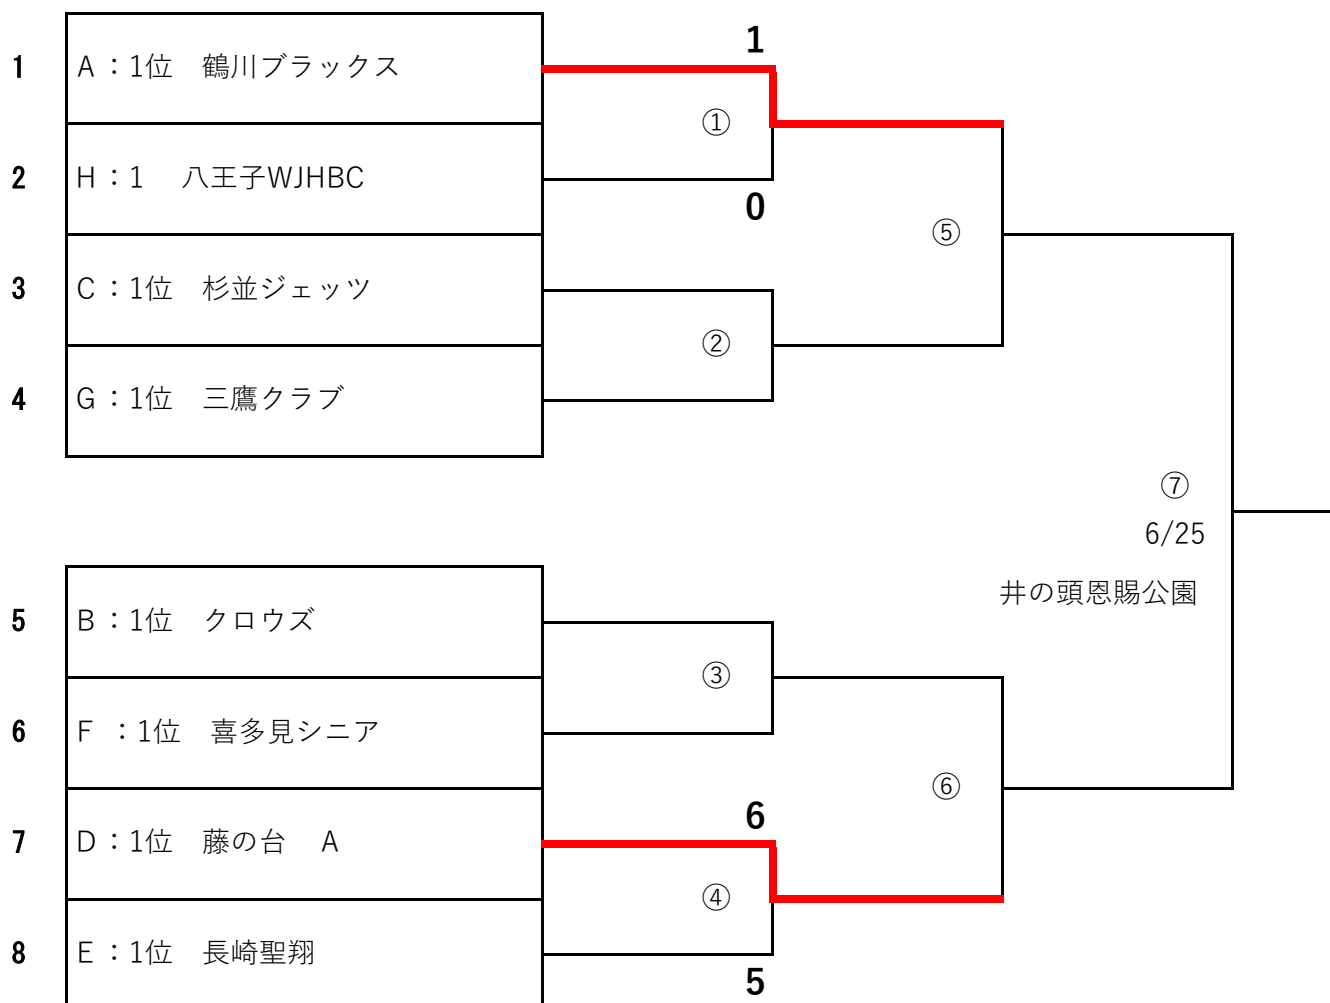 1
1 A：1位　鶴川ブラックス
①
2 H：1　八王子WJHBC
0
⑤
3 C：1位　杉並ジェッツ
②
4 G：1位　三鷹クラブ
⑦
6/25
井の頭恩賜公園
5 B：1位　クロウズ
③
6 F ：1位　喜多見シニア
⑥
6
7 D：1位　藤の台　A
④
8 E：1位　長崎聖翔
5